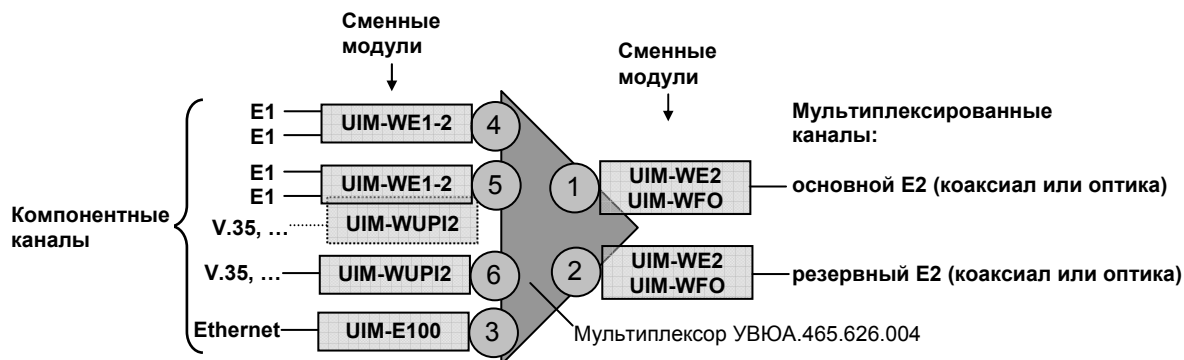 Сменные
модули
Сменные
модули
Мультиплексированные
каналы:
Компонентные
каналы
E1
E1
UIM-WE1-2
4
E1
E1
UIM-WE1-2
5
V.35, ...
UIM-WUPI2
V.35, ...
UIM-WUPI2
6
Ethernet
UIM-E100
3
1
UIM-WE2
UIM-WFO
основной E2 (коаксиал или оптика)
2
UIM-WE2
UIM-WFO
резервный E2 (коаксиал или оптика)
Мультиплексор УВЮА.465.626.004